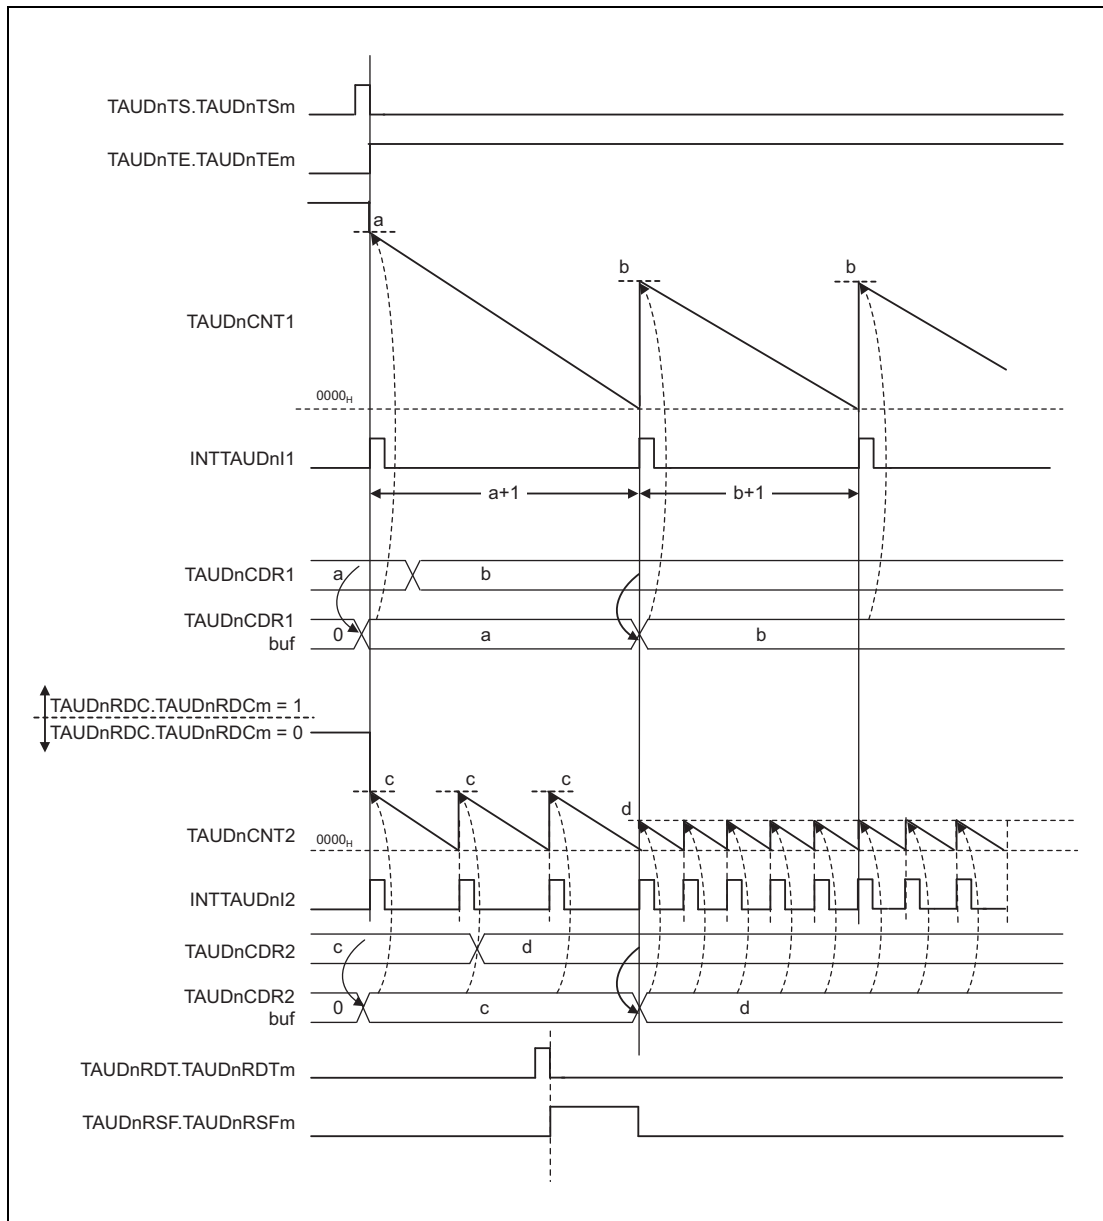 TAUDnTS.TAUDnTSm
TAUDnTE.TAUDnTEm
a
b
b
TAUDnCNT1
0000H
INTTAUDnI1
a+1
b+1
TAUDnCDR1
a
b
TAUDnCDR1
buf
0
a
b
TAUDnRDC.TAUDnRDCm = 1
TAUDnRDC.TAUDnRDCm = 0
c
c
c
d
TAUDnCNT2
0000H
INTTAUDnI2
TAUDnCDR2
c
d
TAUDnCDR2
buf
0
c
d
TAUDnRDT.TAUDnRDTm
TAUDnRSF.TAUDnRSFm